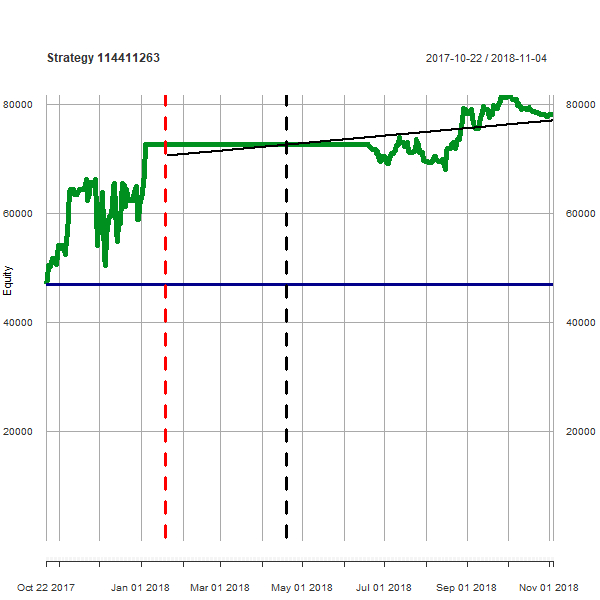 Strategy 114411263
2017-10-22 / 2018-11-04
80000
80000
60000
60000
Equity
40000
40000
20000
20000
Oct 22 2017
Jan 01 2018
Mar 01 2018
May 01 2018
Jul 01 2018
Sep 01 2018
Nov 01 2018